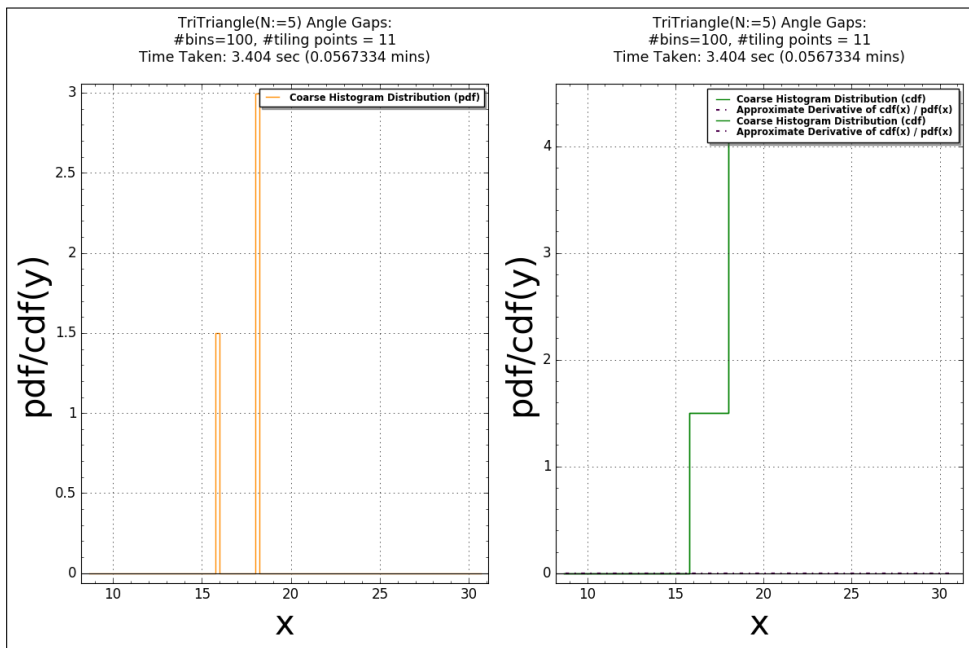 TriTriangle(N:=5) Angle Gaps:
#bins=100, #tiling points = 11
Time Taken: 3.404 sec (0.0567334 mins)
Coarse Histogram Distribution (pdf)
3
2.5
2
1.5
1
0.5
0
pdf/cdf(y)
10
15
20
25
30
x
TriTriangle(N:=5) Angle Gaps:
#bins=100, #tiling points = 11
Time Taken: 3.404 sec (0.0567334 mins)
Coarse Histogram Distribution (cdf)
Approximate Derivative of cdf(x) / pdf(x)
Coarse Histogram Distribution (cdf)
Approximate Derivative of cdf(x) / pdf(x)
4
3
2
1
0
pdf/cdf(y)
10
15
20
25
30
x